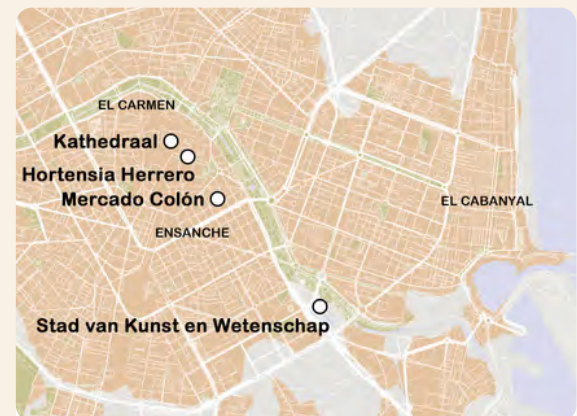 EL CARMEN
Kathedraal
Hortensia Herrero
Mercado Colón
EL CABANYAL
ENSANCHE
Stad van Kunst en Wetenschap